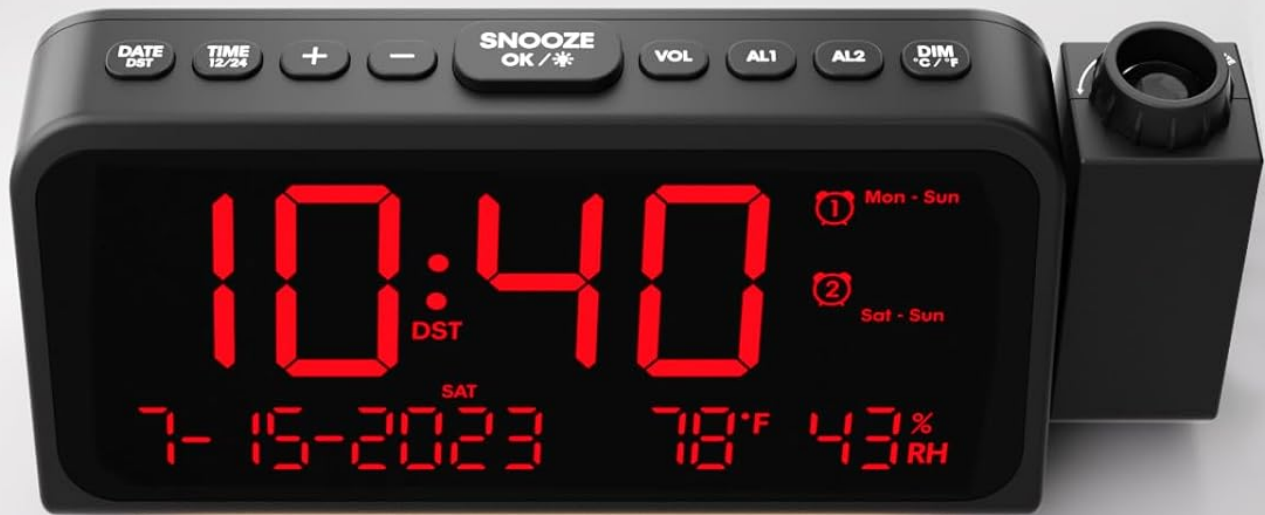 DATE DST
TIME 12/24
+
−
SNOOZE
OK /☀
VOL
AL1
AL2
DIM
°C / °F
10:40
DST
1 Mon - Sun
2
Sat - Sun
SAT
7-15-2023 78°F 43% RH